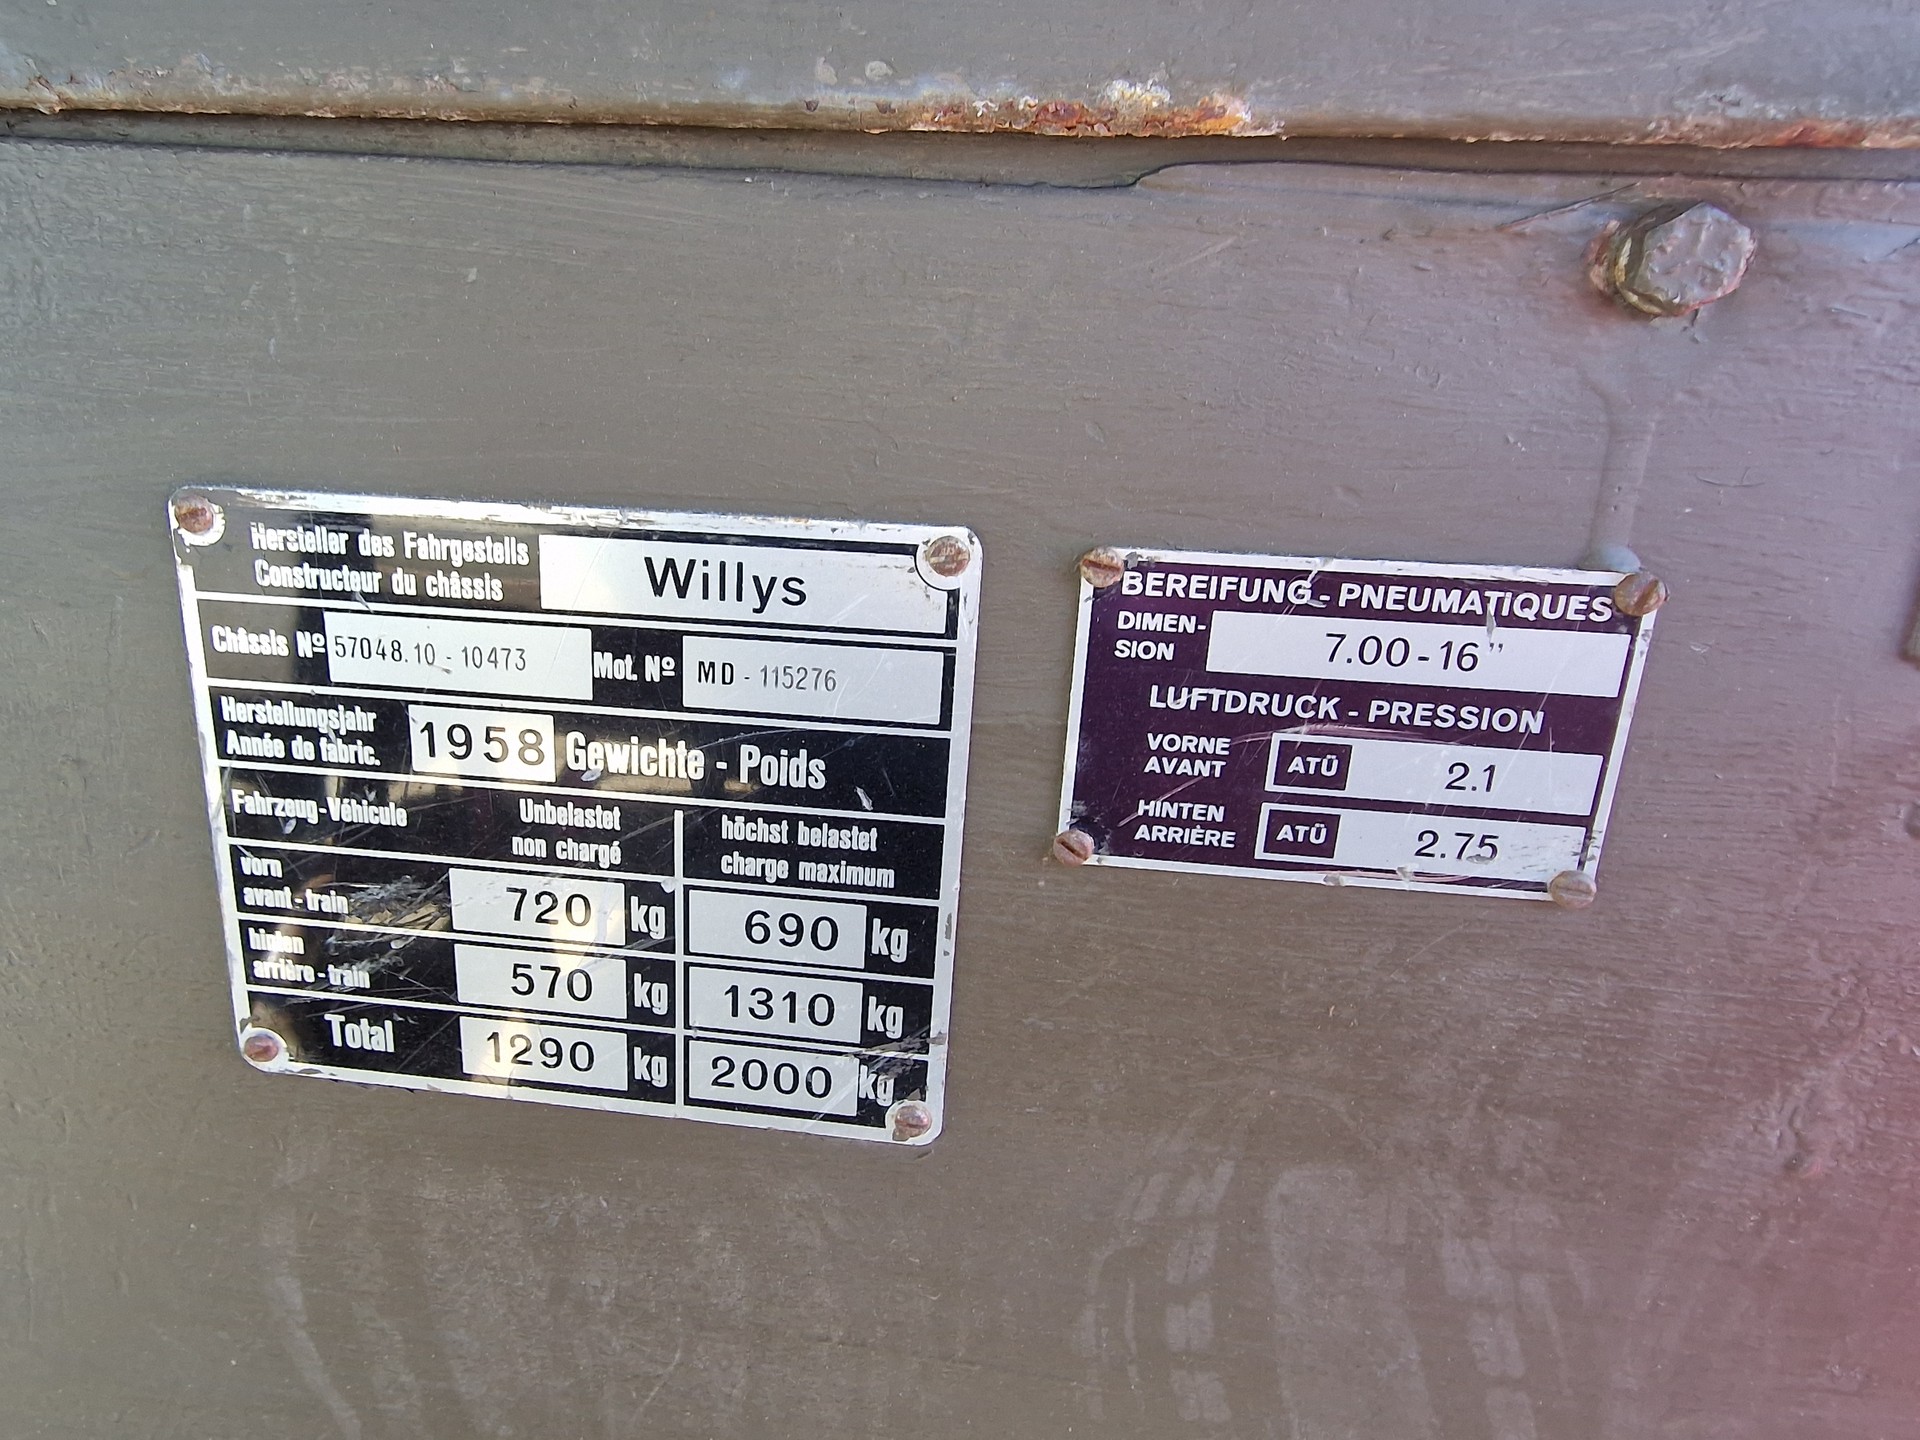 Hersteller des Fahrgestells
Constructeur du châssis
Willys
Châssis Nº 57048.10 - 10473 Mot. Nº MD - 115276
Herstellungsjahr
Année de fabric.
1958 Gewichte - Poids
Fahrzeug-Véhicule
Unbelastet
non chargé
höchst belastet
charge maximum
vorn
avant-train
720 kg 690 kg
hinten
arrière-train
570 kg 1310 kg
Total 1290 kg 2000 kg
BEREIFUNG - PNEUMATIQUES
DIMEN-
SION
7.00-16"
LUFTDRUCK - PRESSION
VORNE
AVANT
ATÜ 2.1
HINTEN
ARRIÈRE
ATÜ 2.75